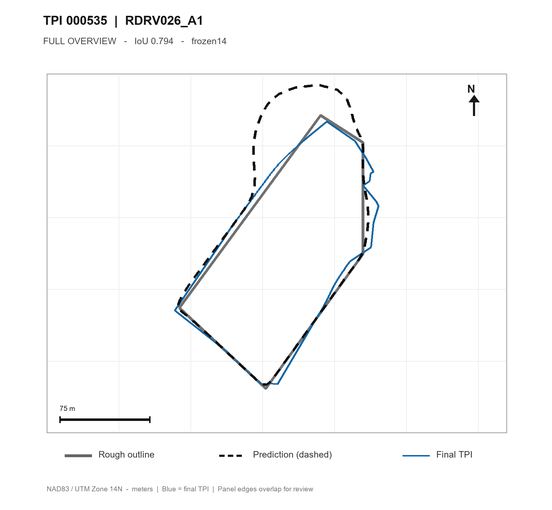 TPI 000535 | RDRV026_A1
FULL OVERVIEW - IoU 0.794 - frozen14
N
75 m
Rough outline
Prediction (dashed)
Final TPI
NAD83 / UTM Zone 14N - meters | Blue = final TPI | Panel edges overlap for review